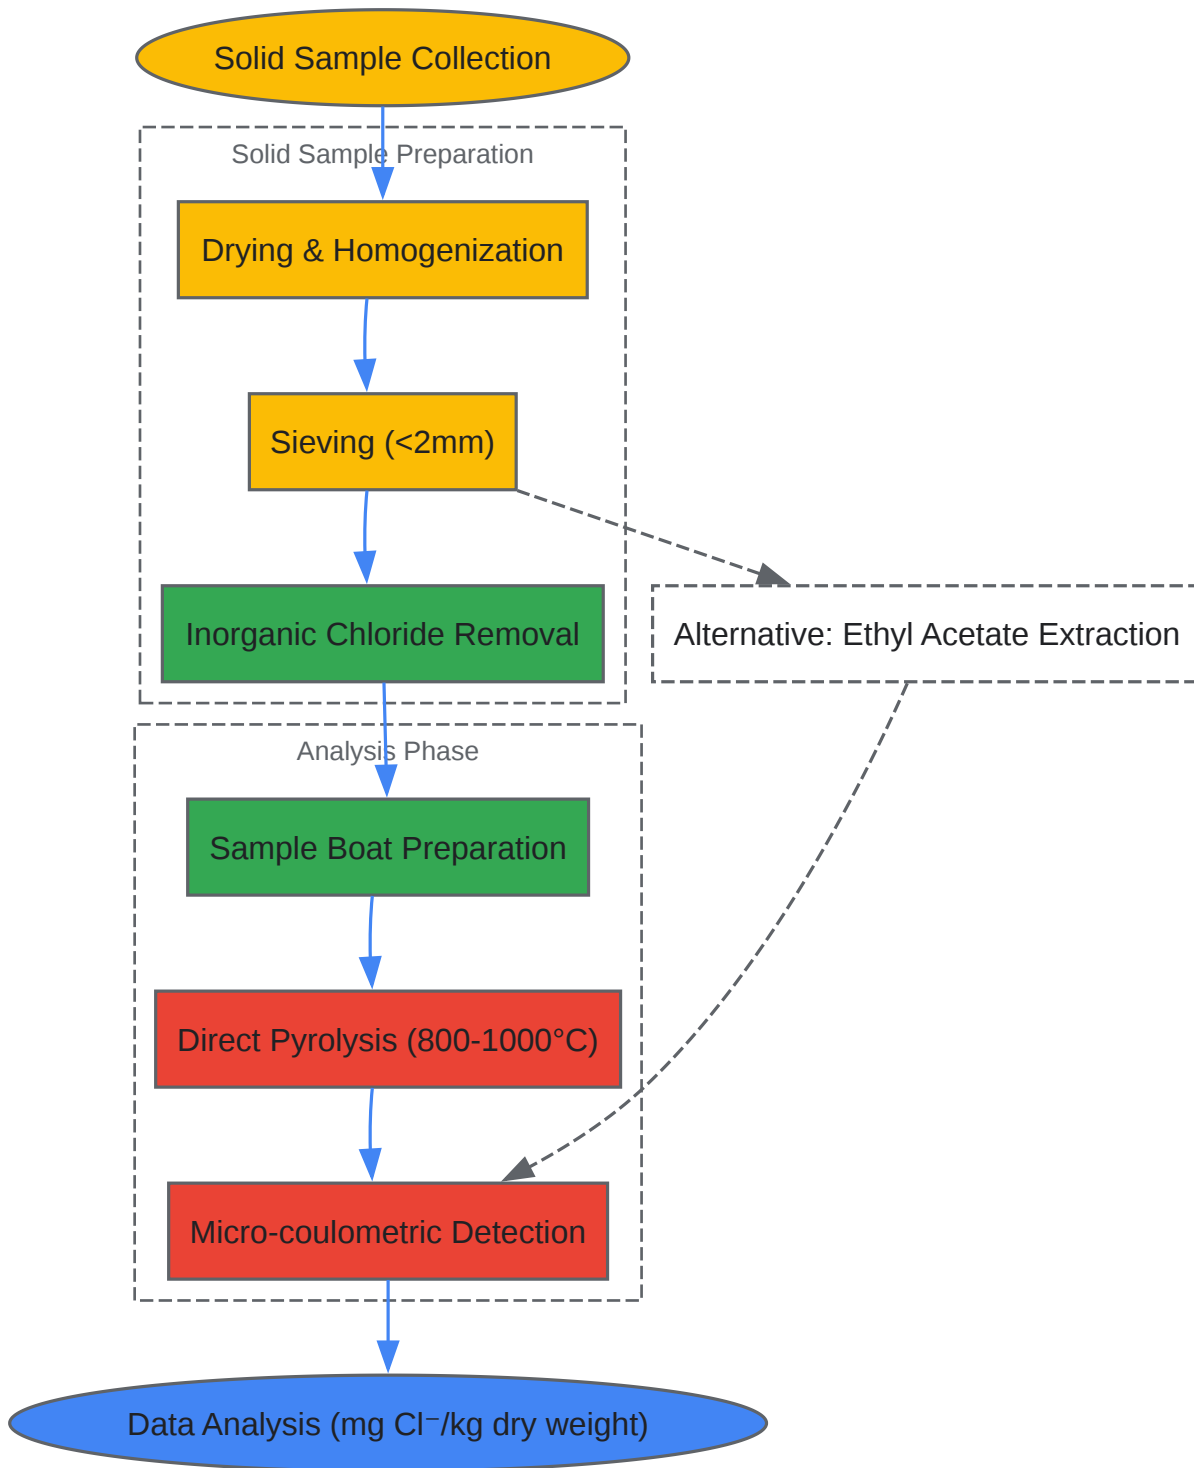 Solid Sample Collection
Solid Sample Preparation
Drying & Homogenization
Sieving (<2mm)
Inorganic Chloride Removal
Alternative: Ethyl Acetate Extraction
Analysis Phase
Sample Boat Preparation
Direct Pyrolysis (800-1000°C)
Micro-coulometric Detection
Data Analysis (mg Cl⁻/kg dry weight)